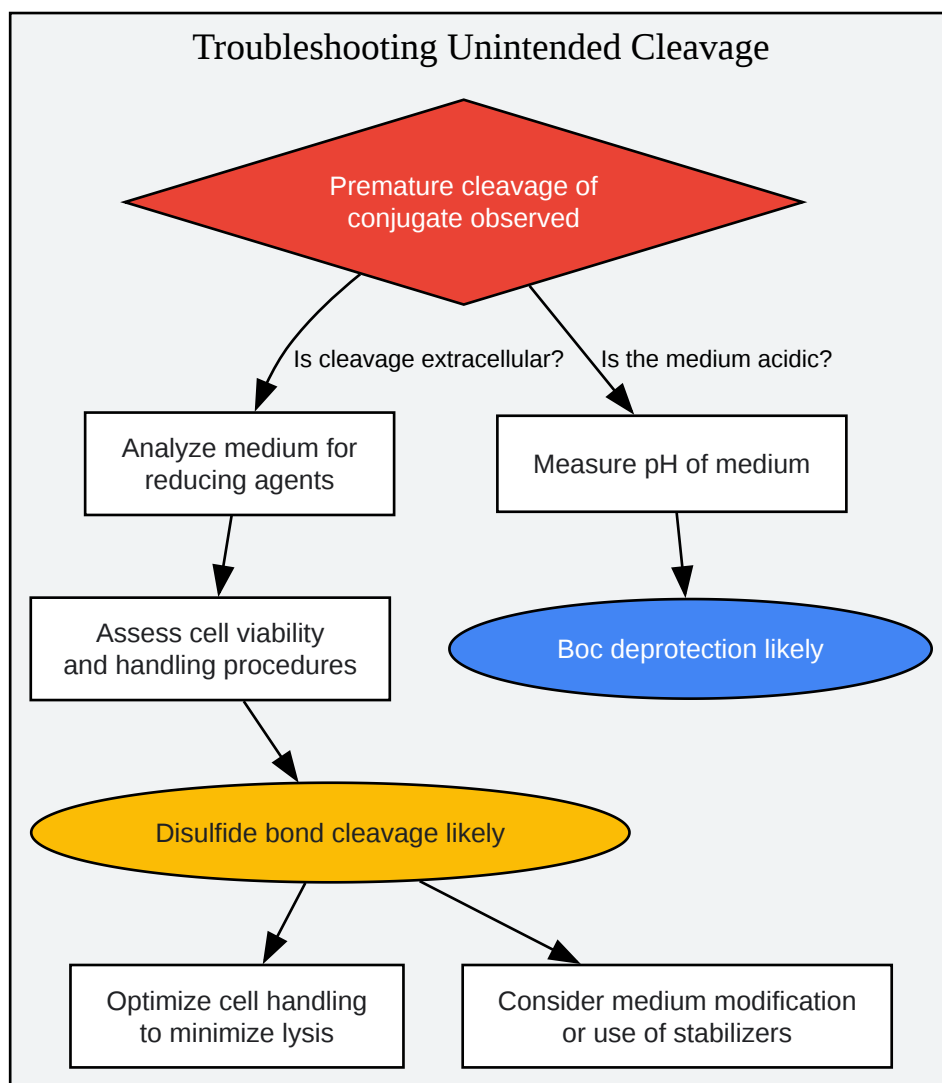 Troubleshooting Unintended Cleavage
Premature cleavage of
conjugate observed
Is cleavage extracellular?
Is the medium acidic?
Analyze medium for
reducing agents
Measure pH of medium
Assess cell viability
and handling procedures
Boc deprotection likely
Disulfide bond cleavage likely
Optimize cell handling
to minimize lysis
Consider medium modification
or use of stabilizers